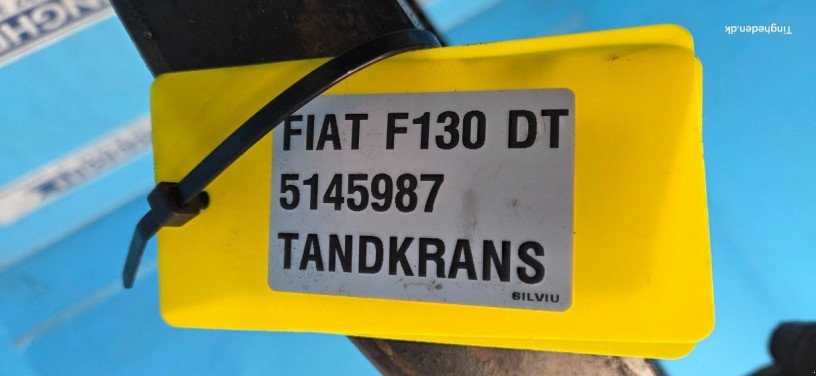 FIAT F130 DT
5145987
TANDKRANS
SILVIU
Tingheden.dk